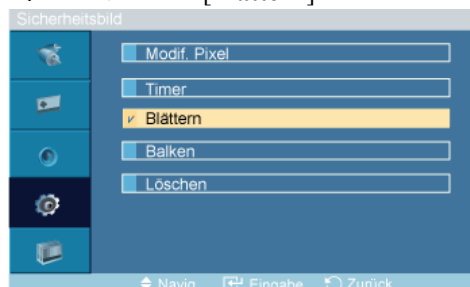 Sicherheitsbild
Modif. Pixel
Timer
Blättern
Balken
Löschen
Navig. Eingabe Zurück